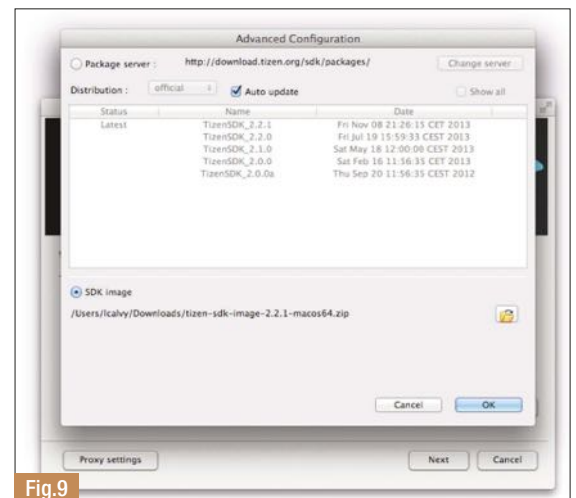 Advanced Configuration
Package server : http://download.tizen.org/sdk/packages/ Change server
Distribution : official Auto update Show all
Status Name Date
Latest TizenSDK_2.2.1 Fri Nov 08 21:26:15 CET 2013
TizenSDK_2.2.0 Fri Jul 19 15:59:33 CEST 2013
TizenSDK_2.1.0 Sat May 18 12:00:00 CEST 2013
TizenSDK_2.0.0 Sat Feb 16 11:56:35 CET 2013
TizenSDK_2.0.0a Thu Sep 20 11:56:35 CEST 2012
SDK image
/Users/lcalvy/Downloads/tizen-sdk-image-2.2.1-macos64.zip
Cancel OK
Proxy settings Next Cancel
Fig.9